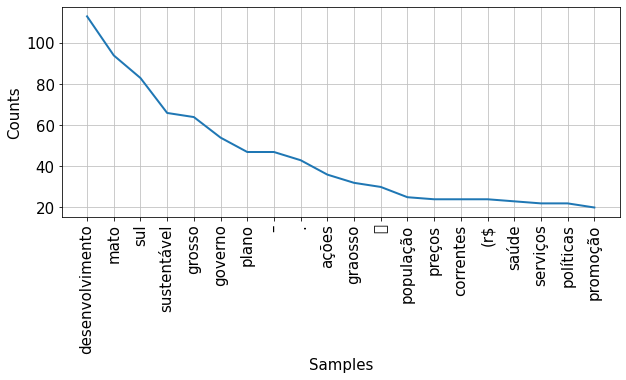 Counts
100
80
60
40
20
desenvolvimento
mato
sul
sustentável
grosso
governo
plano
–
.
ações
graosso
população
preços
correntes
(r$
saúde
serviços
políticas
promoção
Samples